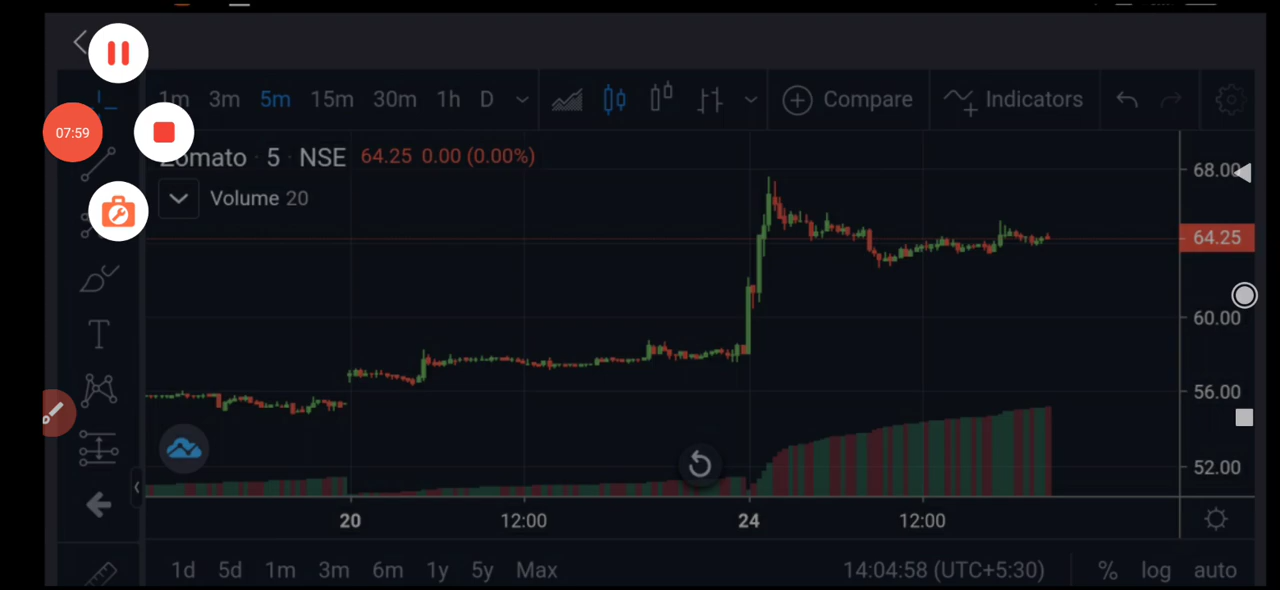 1m 3m 5m 15m 30m 1h D Compare Indicators
07:59
Zomato · 5 · NSE 64.25 0.00 (0.00%)
68.00
Volume 20
64.25
60.00
T
56.00
52.00
20 12:00 24 12:00
1d 5d 1m 3m 6m 1y 5y Max 14:04:58 (UTC+5:30) % log auto